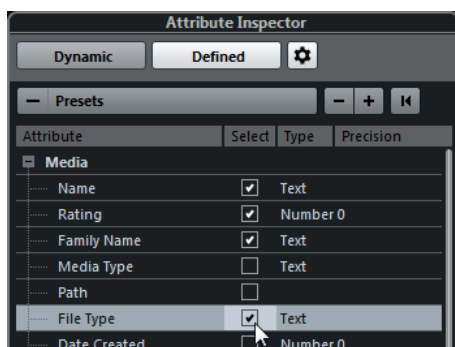 Attribute Inspector
Dynamic Defined
Presets
Attribute Select Type Precision
Media
Name Text
Rating Number 0
Family Name Text
Media Type Text
Path
File Type Text
Date Created Number 0